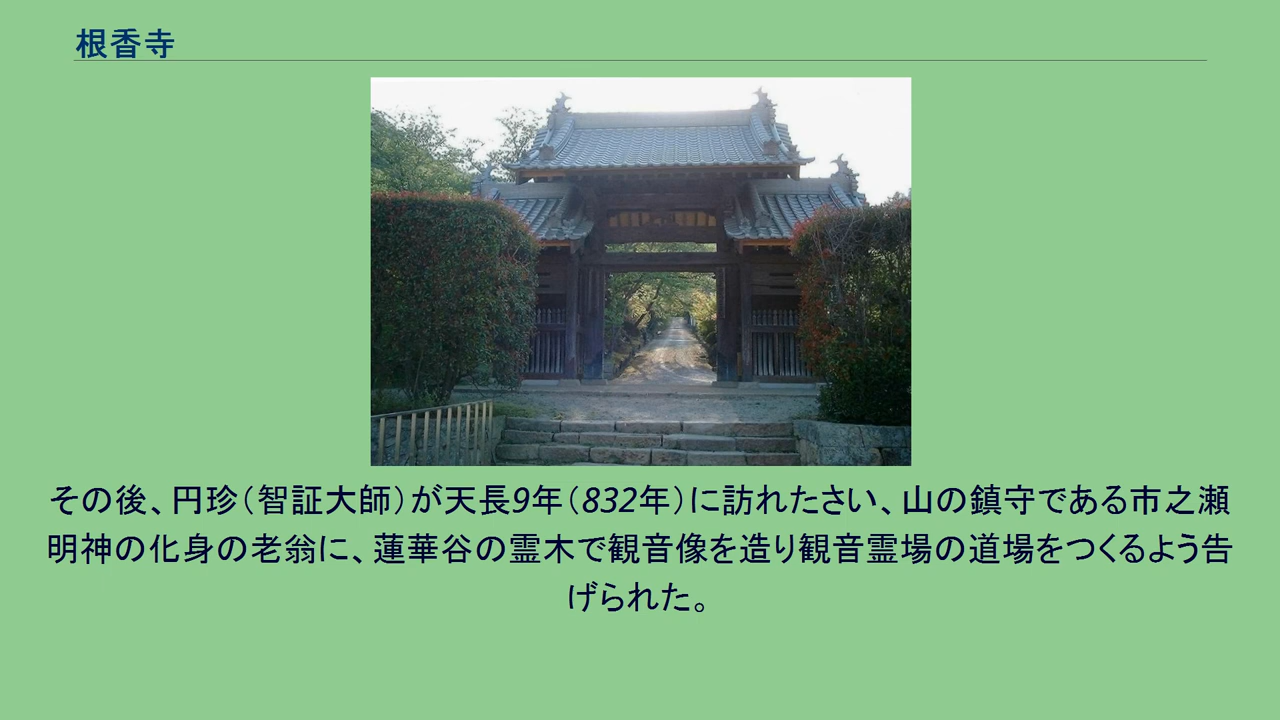 根香寺
その後、円珍（智証大師）が天長9年（832年）に訪れたさい、山の鎮守である市之瀬
明神の化身の老翁に、蓮華谷の霊木で観音像を造り観音霊場の道場をつくるよう告
げられた。